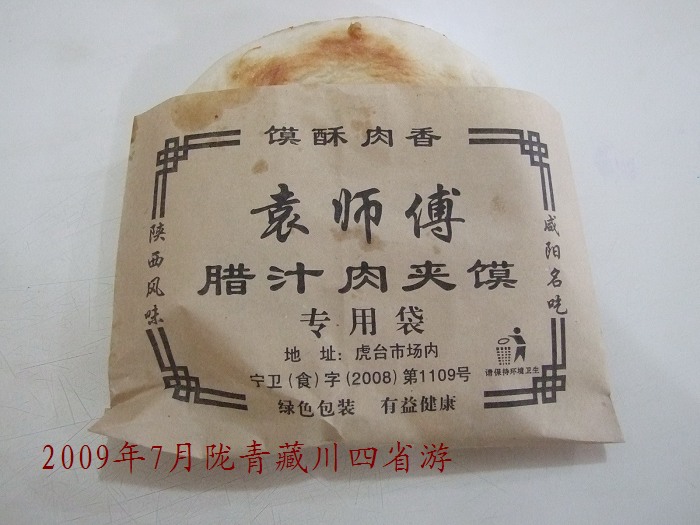 馍酥肉香
袁师傅
腊汁肉夹馍
专用袋
地 址：虎台市场内
宁卫(食)字(2008)第1109号
绿色包装 有益健康
陕西风味
咸阳名吃
请保持环境卫生
2009年7月陇青藏川四省游